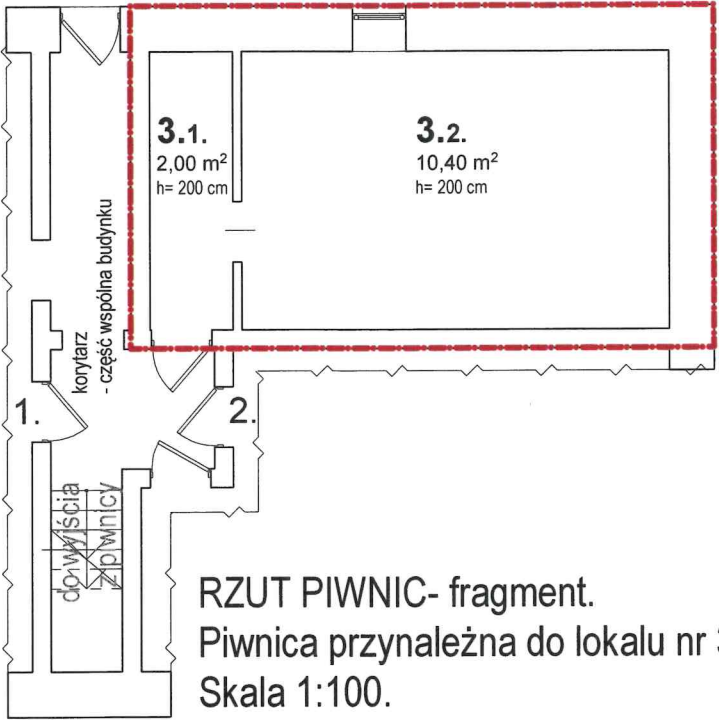 3.1.
2,00 m²
h= 200 cm
3.2.
10,40 m²
h= 200 cm
korytarz
- część wspólna budynku
1.
2.
do wyjścia
z piwnicy
RZUT PIWNIC- fragment.
Piwnica przynależna do lokalu nr
Skala 1:100.